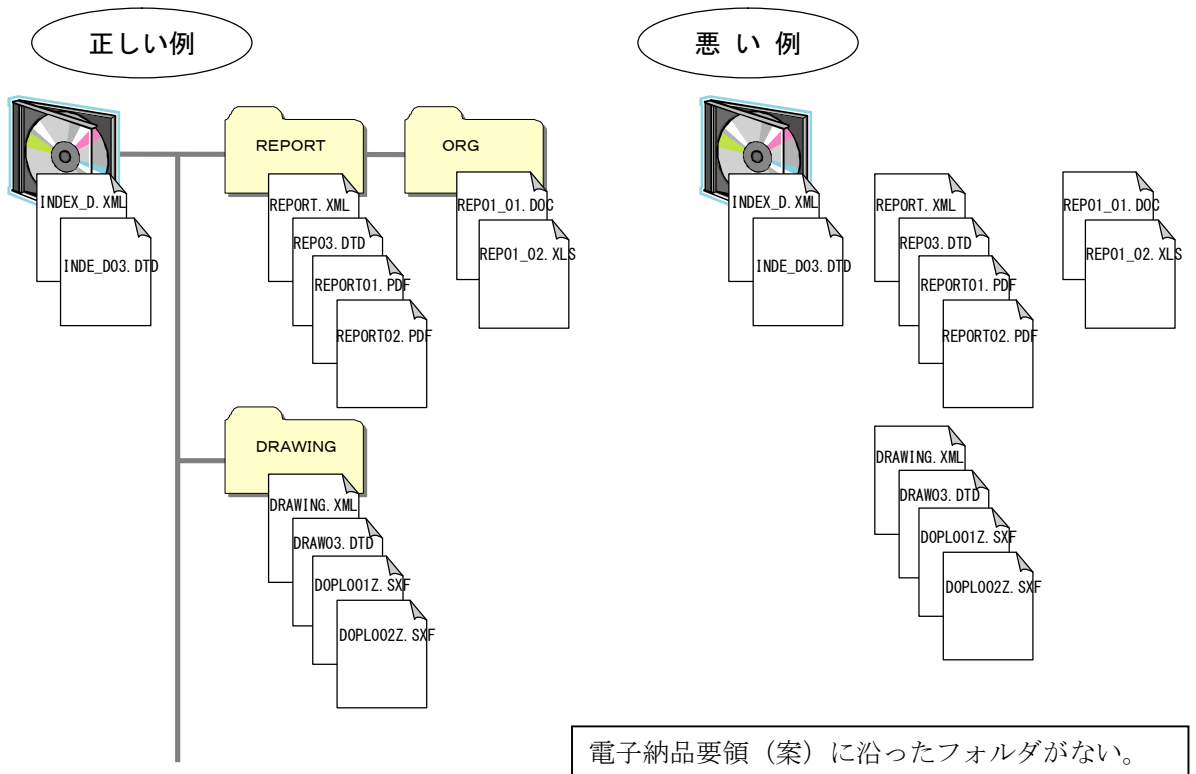 正しい例
REPORT
ORG
INDEX_D.XML
INDE_D03.DTD
REPORT.XML
REP03.DTD
REPORT01.PDF
REPORT02.PDF
REP01_01.DOC
REP01_02.XLS
DRAWING
DRAWING.XML
DRAW03.DTD
D0PL001Z.SXF
D0PL002Z.SXF
悪い例
INDEX_D.XML
INDE_D03.DTD
REPORT.XML
REP03.DTD
REPORT01.PDF
REPORT02.PDF
REP01_01.DOC
REP01_02.XLS
DRAWING.XML
DRAW03.DTD
D0PL001Z.SXF
D0PL002Z.SXF
電子納品要領（案）に沿ったフォルダがない。